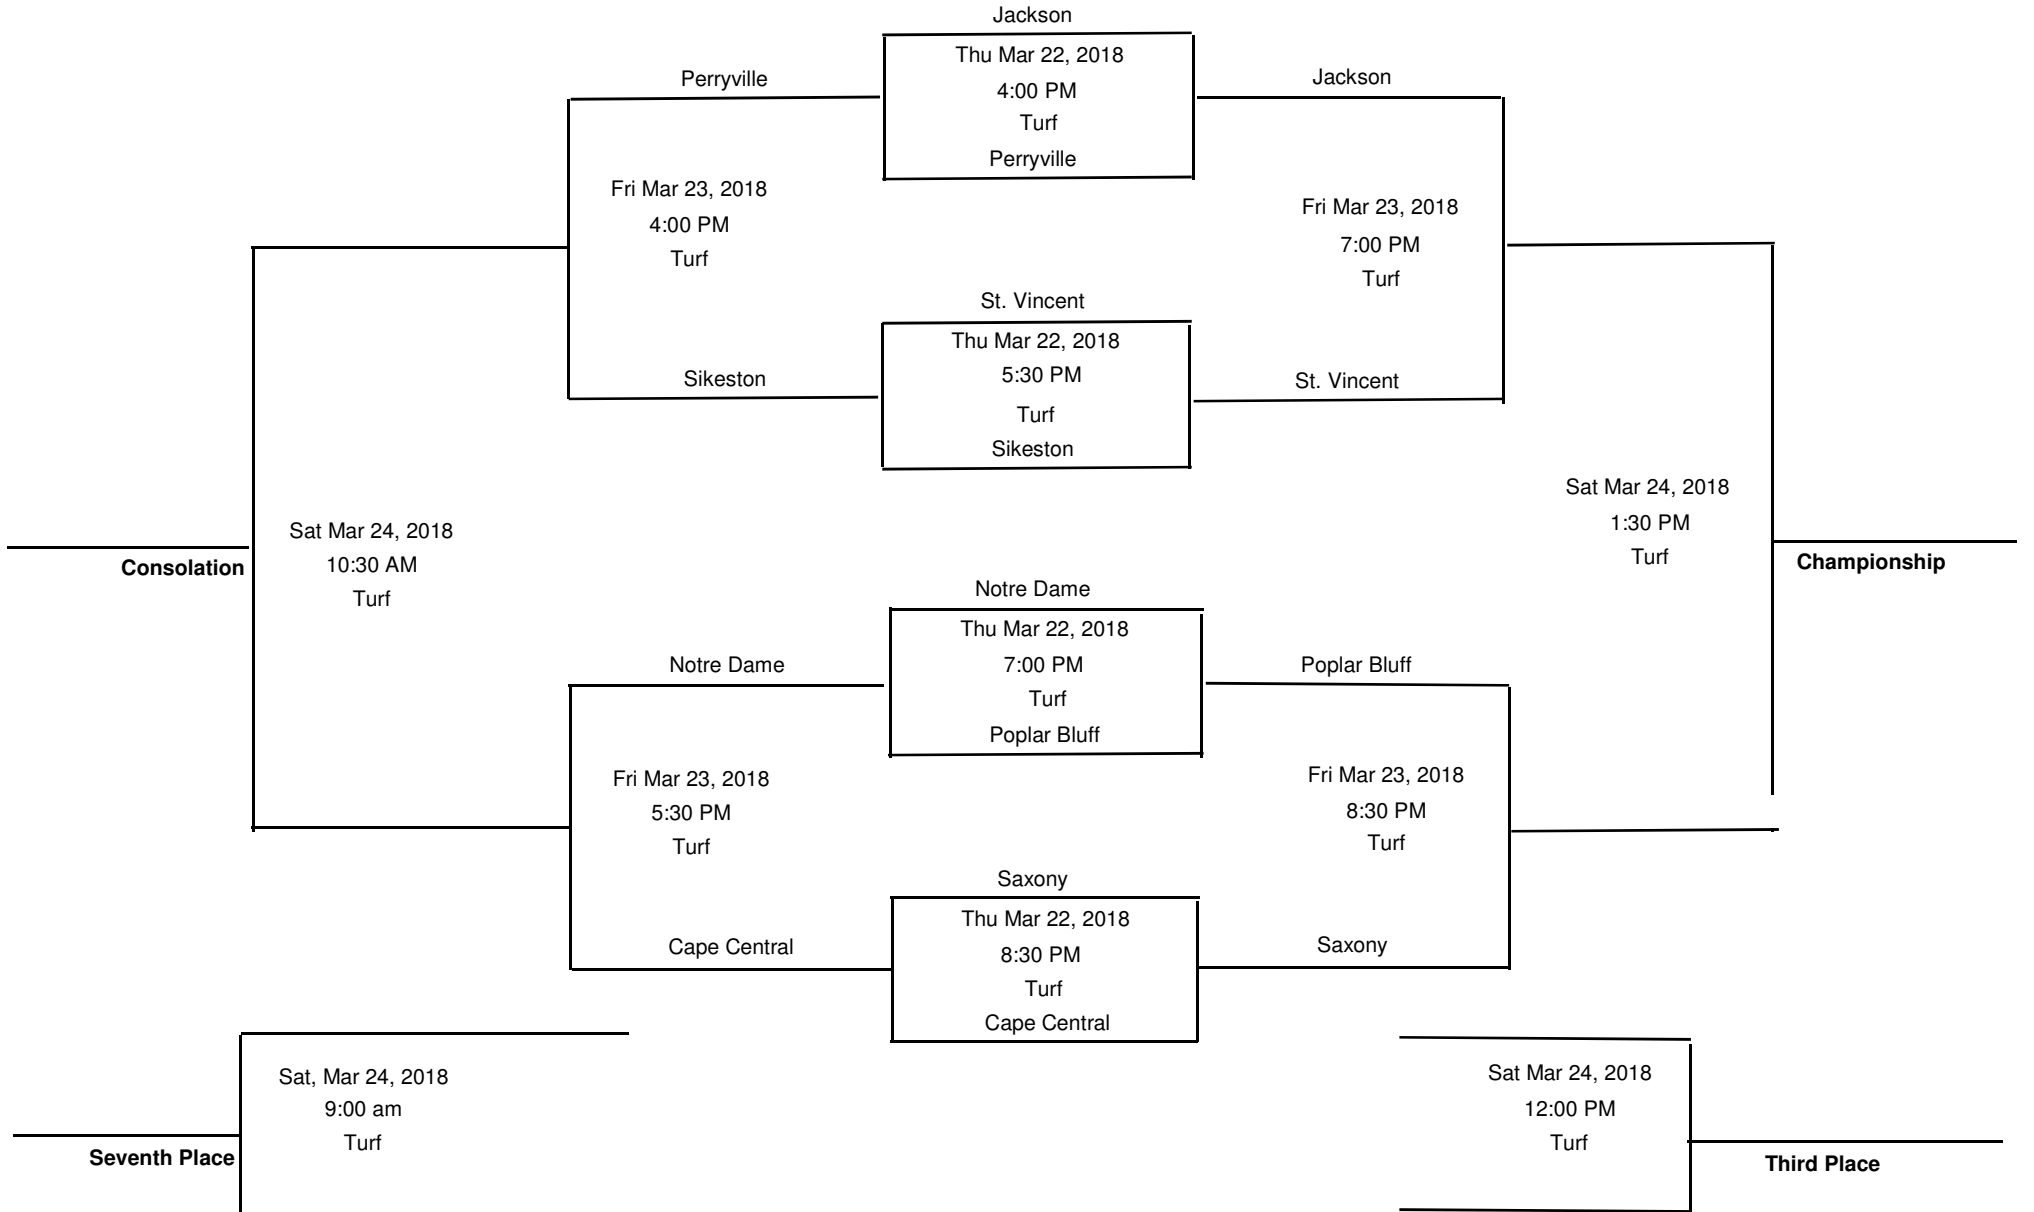 Jackson
Thu Mar 22, 2018
4:00 PM
Turf
Perryville
Perryville
Jackson
Fri Mar 23, 2018
4:00 PM
Turf
Fri Mar 23, 2018
7:00 PM
Turf
St. Vincent
Thu Mar 22, 2018
5:30 PM
Turf
Sikeston
Sikeston
St. Vincent
Sat Mar 24, 2018
10:30 AM
Turf
Consolation
Sat Mar 24, 2018
1:30 PM
Turf
Championship
Notre Dame
Thu Mar 22, 2018
7:00 PM
Turf
Poplar Bluff
Notre Dame
Poplar Bluff
Fri Mar 23, 2018
5:30 PM
Turf
Fri Mar 23, 2018
8:30 PM
Turf
Saxony
Thu Mar 22, 2018
8:30 PM
Turf
Cape Central
Cape Central
Saxony
Sat, Mar 24, 2018
9:00 am
Turf
Seventh Place
Sat Mar 24, 2018
12:00 PM
Turf
Third Place